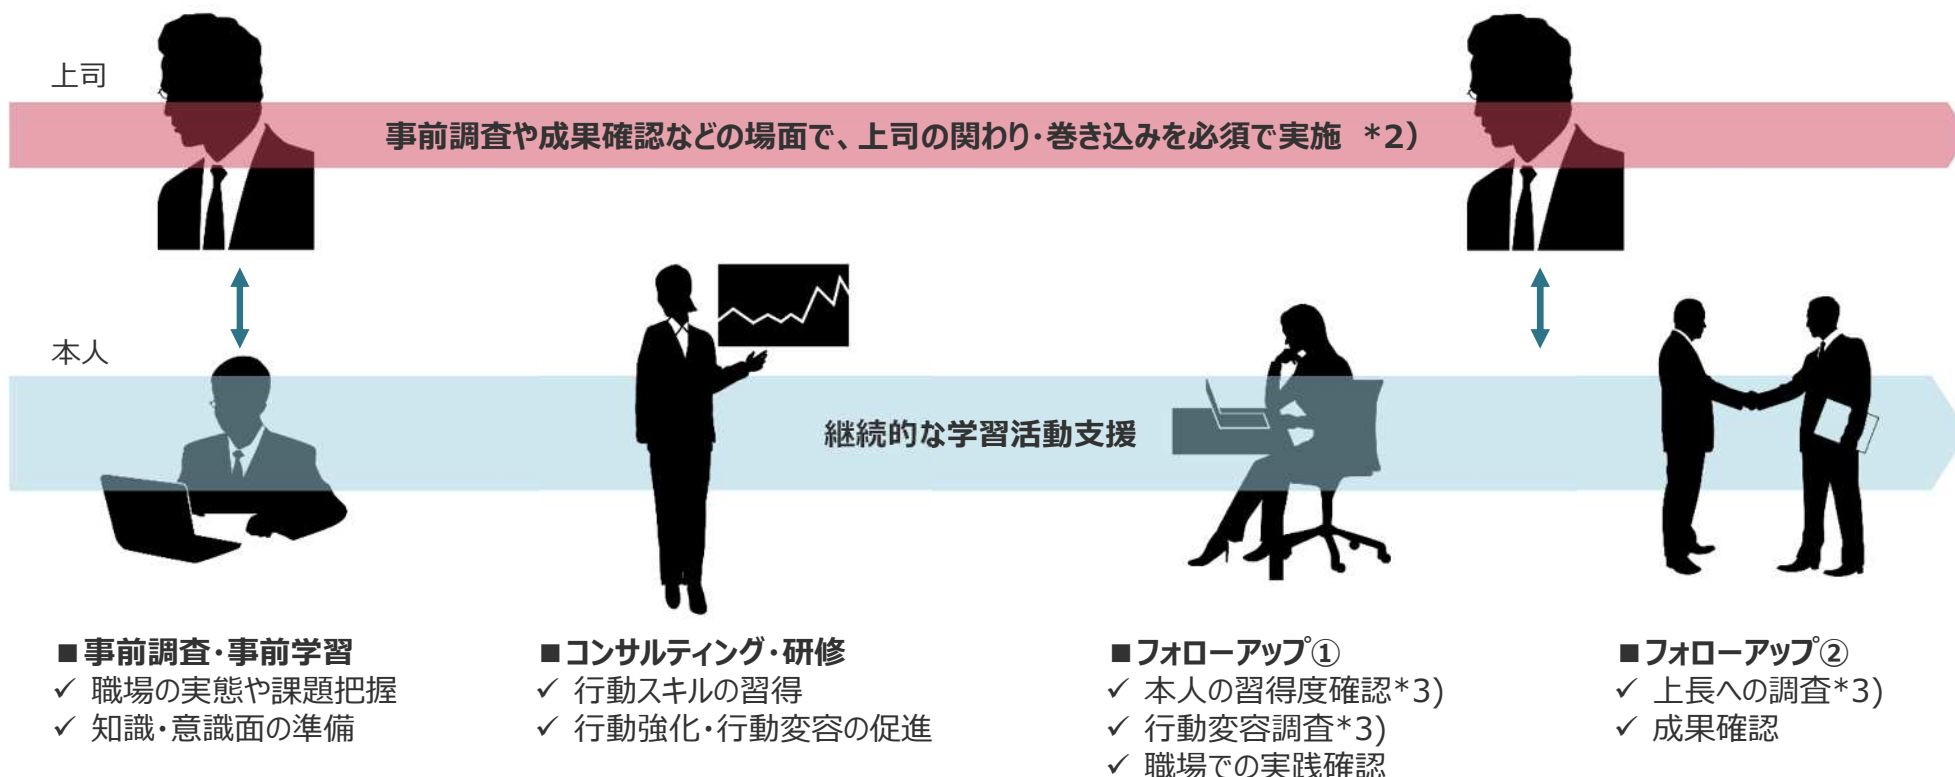 上司
事前調査や成果確認などの場面で、上司の関わり・巻き込みを必須で実施 *2)
本人
継続的な学習活動支援
■事前調査・事前学習
✓ 職場の実態や課題把握
✓ 知識・意識面の準備
■コンサルティング・研修
✓ 行動スキルの習得
✓ 行動強化・行動変容の促進
■フォローアップ①
✓ 本人の習得度確認*3)
✓ 行動変容調査*3)
✓ 職場での実践確認
■フォローアップ②
✓ 上長への調査*3)
✓ 成果確認